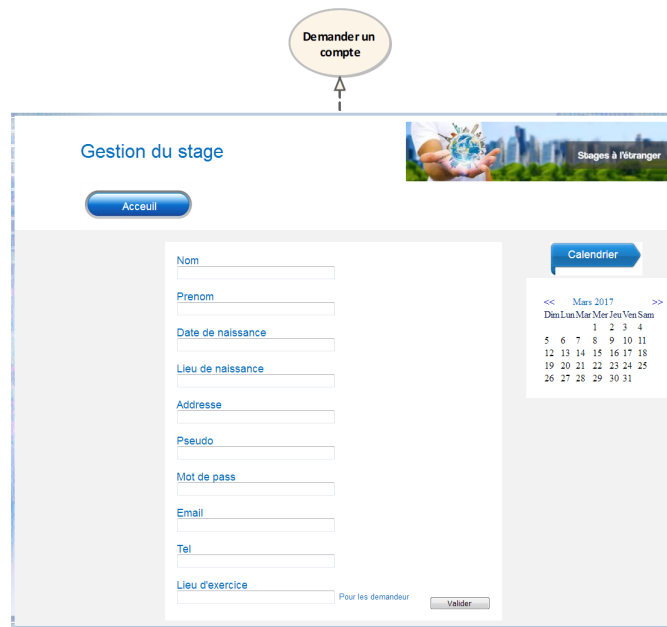 Demander un
compte
Gestion du stage
Stages à l'étranger
Acceuil
Nom
Prenom
Date de naissance
Lieu de naissance
Addresse
Pseudo
Mot de pass
Email
Tel
Lieu d'exercice
Pour les demandeur
Valider
Calendrier
<< Mars 2017 >>
Dim Lun Mar Mer Jeu Ven Sam
1 2 3 4
5 6 7 8 9 10 11
12 13 14 15 16 17 18
19 20 21 22 23 24 25
26 27 28 29 30 31